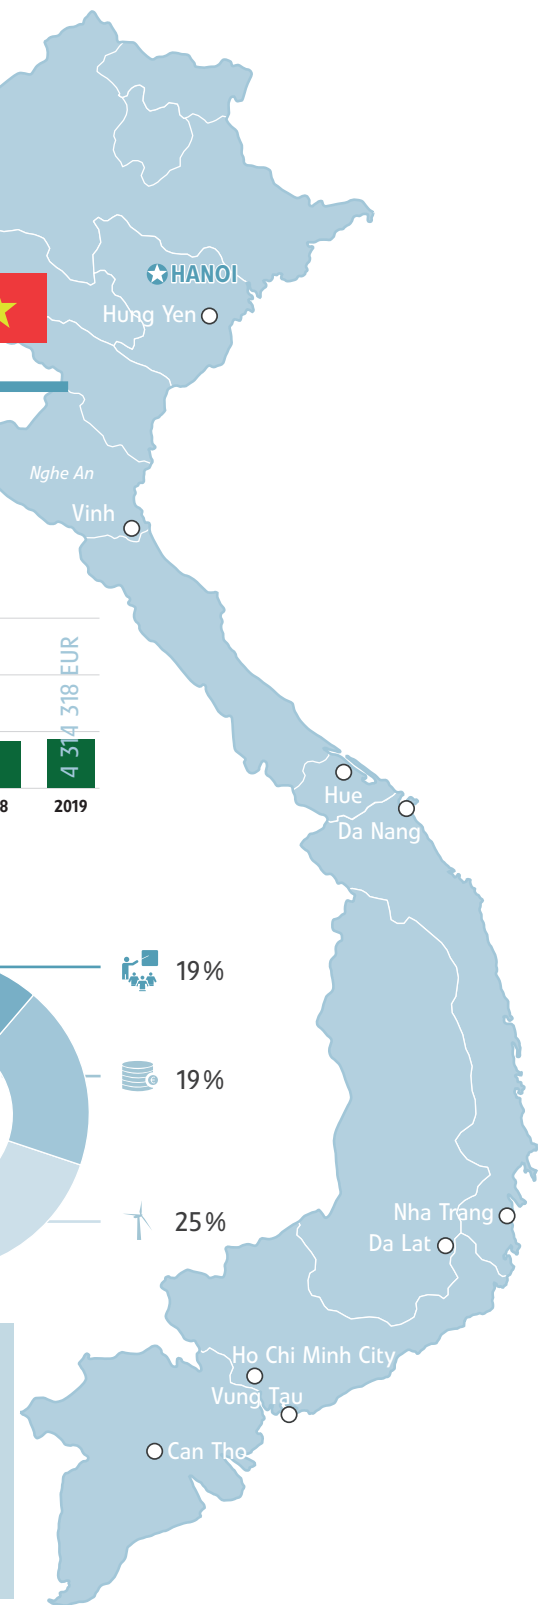 HANOI
Hung Yen
Nghe An
Vinh
4 314 318 EUR
8
2019
Hue
Da Nang
19%
19%
25%
Nha Trang
Da Lat
Ho Chi Minh City
Vung Tau
Can Tho